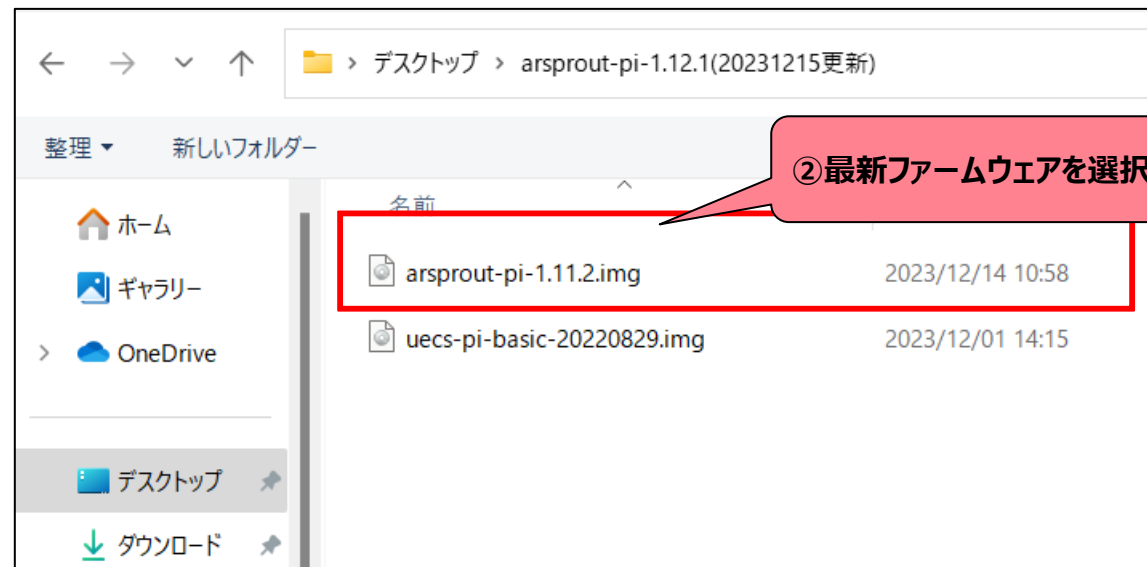 デスクトップ > arsprout-pi-1.12.1(20231215更新)
整理 新しいフォルダー
②最新ファームウェアを選択
名前
ホーム
arsprout-pi-1.11.2.img 2023/12/14 10:58
ギャラリー
uecs-pi-basic-20220829.img 2023/12/01 14:15
OneDrive
デスクトップ
ダウンロード